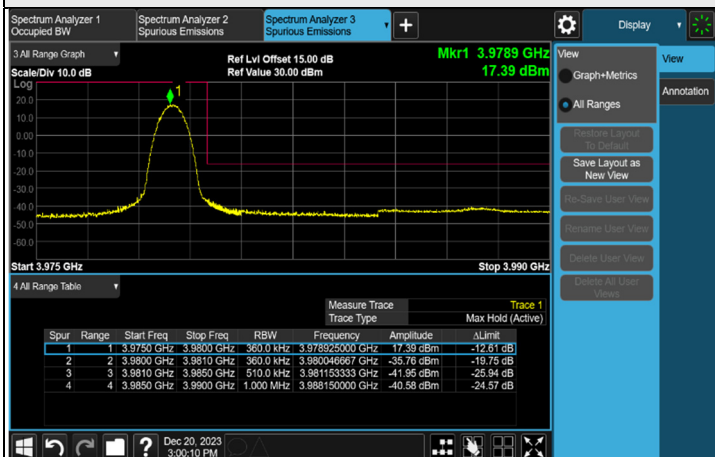 Spectrum Analyzer 1
Occupied BW
Spectrum Analyzer 2
Spurious Emissions
Spectrum Analyzer 3
Spurious Emissions
Display
3 All Range Graph
Scale/Div 10.0 dB
Ref Lvl Offset 15.00 dB
Ref Value 30.00 dBm
Mkr1 3.9789 GHz
17.39 dBm
Log
20.0
10.0
0.00
-10.0
-20.0
-30.0
-40.0
-50.0
-60.0
1
Start 3.975 GHz
Stop 3.990 GHz
4 All Range Table
Measure Trace Trace 1
Trace Type Max Hold (Active)
Spur Range Start Freq Stop Freq RBW Frequency Amplitude ΔLimit
1 1 3.9750 GHz 3.9800 GHz 360.0 kHz 3.978925000 GHz 17.39 dBm -12.61 dB
2 2 3.9800 GHz 3.9810 GHz 360.0 kHz 3.980046667 GHz -35.76 dBm -19.75 dB
3 3 3.9810 GHz 3.9850 GHz 510.0 kHz 3.981153333 GHz -41.95 dBm -25.94 dB
4 4 3.9850 GHz 3.9900 GHz 1.000 MHz 3.988150000 GHz -40.58 dBm -24.57 dB
View
Graph+Metrics
All Ranges
Restore Layout
To Default
Save Layout as
New View
Re-Save User View
Rename User View
Delete User View
Delete All User
Views
View
Annotation
?
Dec 20, 2023
3:00:10 PM